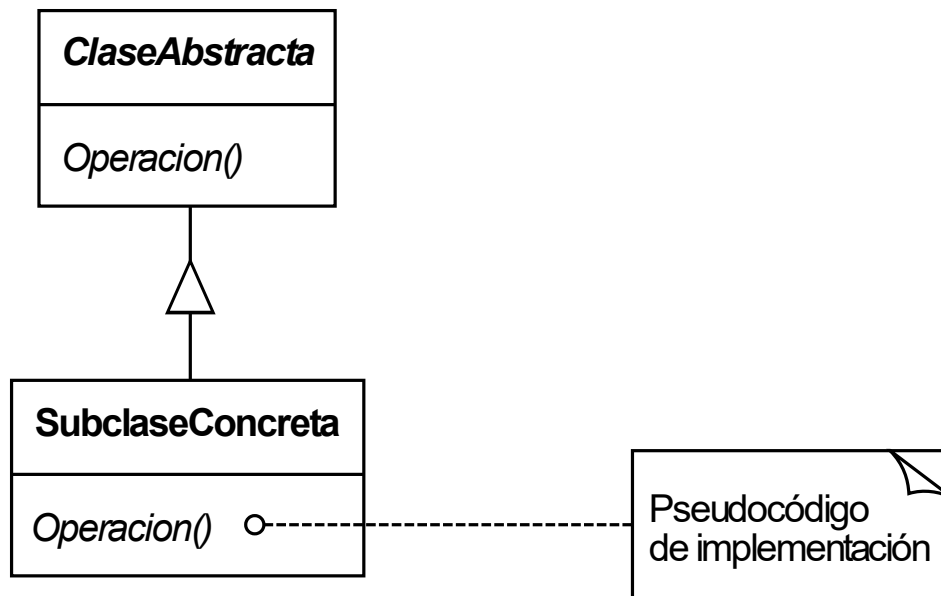 ClaseAbstracta
Operacion()
SubclaseConcreta
Operacion()
Pseudocódigo
de implementación